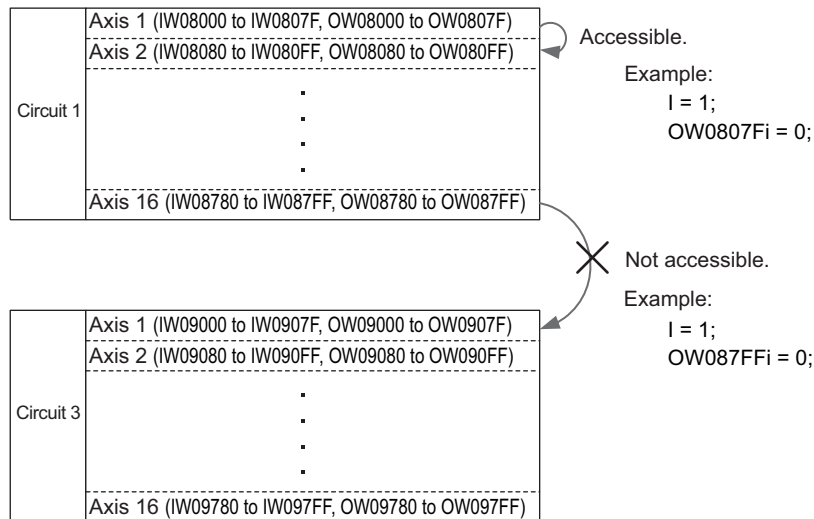 Axis 1 (IW08000 to IW0807F, OW08000 to OW0807F)
Axis 2 (IW08080 to IW080FF, OW08080 to OW080FF)
Circuit 1
Axis 16 (IW08780 to IW087FF, OW08780 to OW087FF)
Accessible.
Example:
I = 1;
OW0807Fi = 0;
Not accessible.
Example:
I = 1;
OW087FFi = 0;
Axis 1 (IW09000 to IW0907F, OW09000 to OW0907F)
Axis 2 (IW09080 to IW090FF, OW09080 to OW090FF)
Circuit 3
Axis 16 (IW09780 to IW097FF, OW09780 to OW097FF)